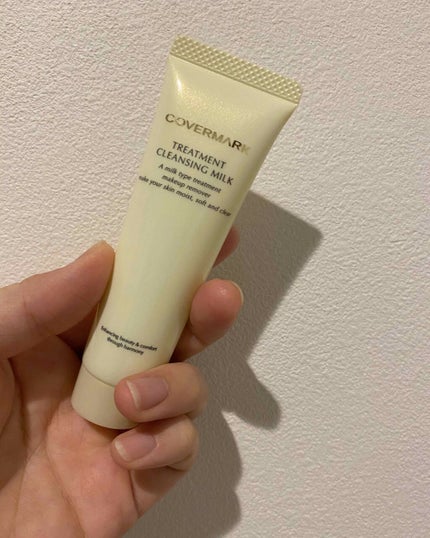 COVERMARK
TREATMENT
CLEANSING MILK
A milk type treatment
makeup remover
make your skin moist, soft and clear
Enhancing beauty & comfort
through harmony